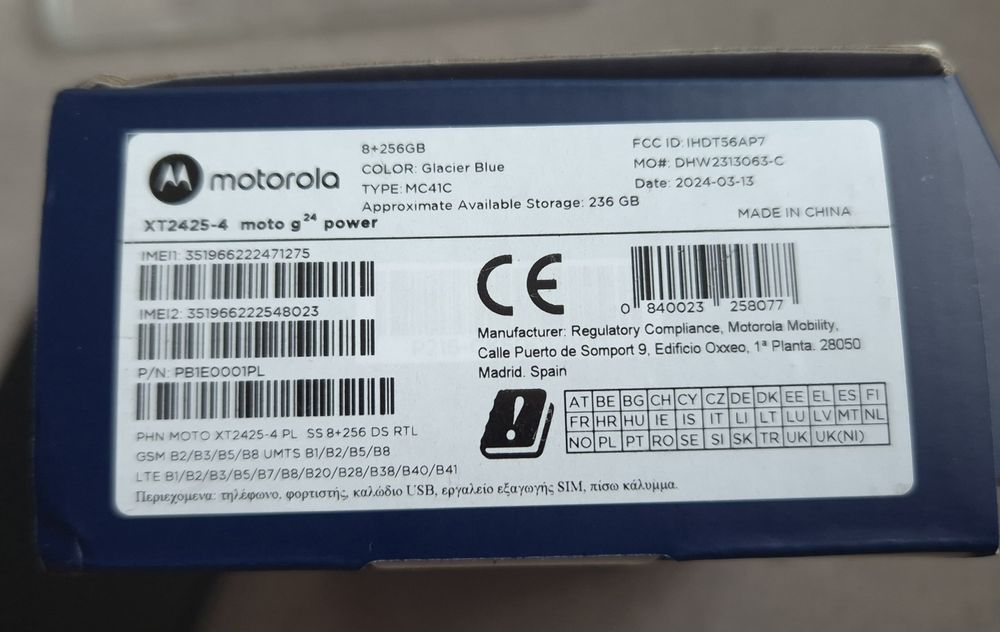 motorola
8+256GB
COLOR: Glacier Blue
TYPE: MC41C
Approximate Available Storage: 236 GB
FCC ID: IHDT56AP7
MO#: DHW2313063-C
Date: 2024-03-13
MADE IN CHINA
XT2425-4 moto g24 power
IMEI1: 351966222471275
IMEI2: 351966222548023
P/N: PB1E0001PL
PHN MOTO XT2425-4 PL SS 8+256 DS RTL
GSM B2/B3/B5/B8 UMTS B1/B2/B5/B8
LTE B1/B2/B3/B5/B7/B8/B20/B28/B38/B40/B41
Περιεχομενα: τηλέφωνο, φορτιστής, καλώδιο USB, εργαλείο εξαγωγής SIM, πίσω κάλυμμα.
CE
0 840023 258077
Manufacturer: Regulatory Compliance, Motorola Mobility,
Calle Puerto de Somport 9, Edificio Oxxeo, 1ª Planta. 28050
Madrid. Spain
AT BE BG CH CY CZ DE DK EE EL ES FI
FR HR HU IE IS IT LI LT LU LV MT NL
NO PL PT RO SE SI SK TR UK UK(NI)